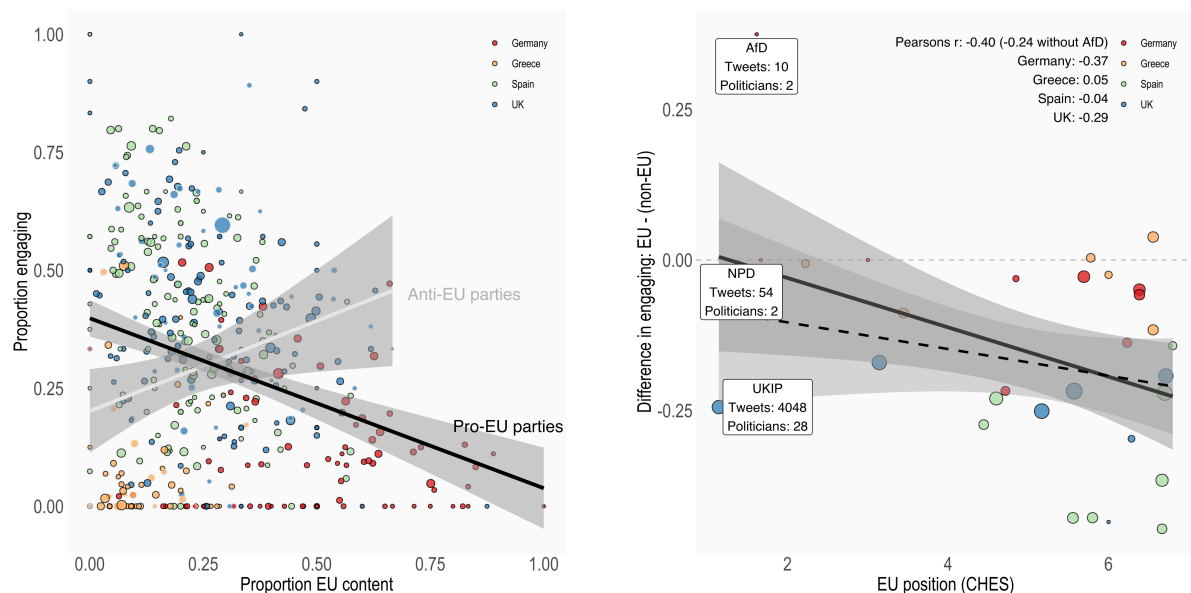 Proportion engaging
1.00
0.75
0.50
0.25
0.00
Germany
Greece
Spain
UK
Anti-EU parties
Pro-EU parties
0.00 0.25 0.50 0.75 1.00
Proportion EU content
Difference in engaging: EU - (non-EU)
0.25
0.00
-0.25
AfD
Tweets: 10
Politicians: 2
Pearsons r: -0.40 (-0.24 without AfD)
Germany: -0.37
Greece: 0.05
Spain: -0.04
UK: -0.29
Germany
Greece
Spain
UK
NPD
Tweets: 54
Politicians: 2
UKIP
Tweets: 4048
Politicians: 28
2 4 6
EU position (CHES)